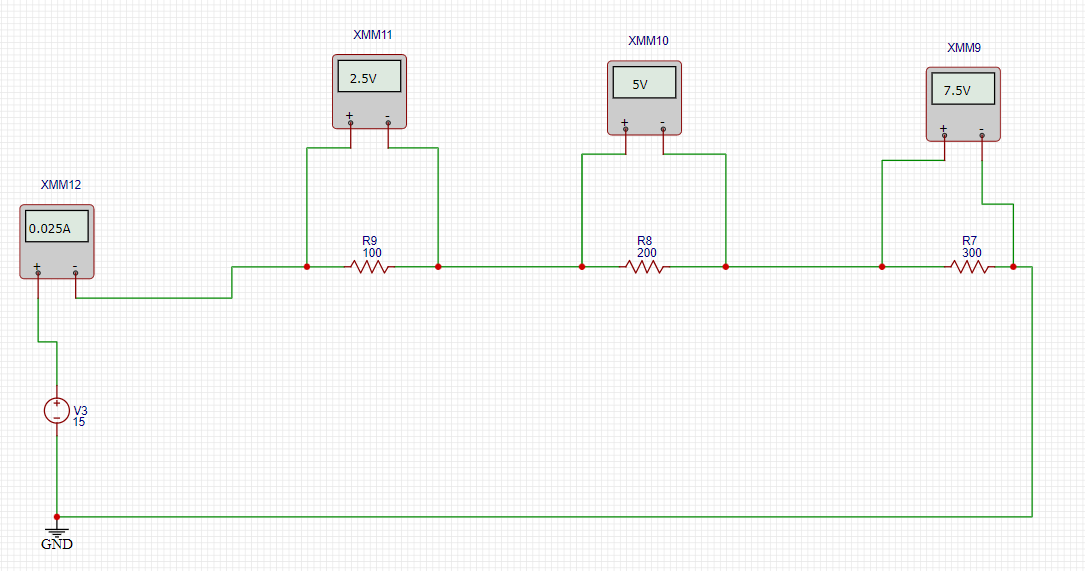 XMM11
2.5V
+ -
XMM10
5V
+ -
XMM9
7.5V
+ -
XMM12
0.025A
+ -
R9
100
R8
200
R7
300
+
-
V3
15
GND